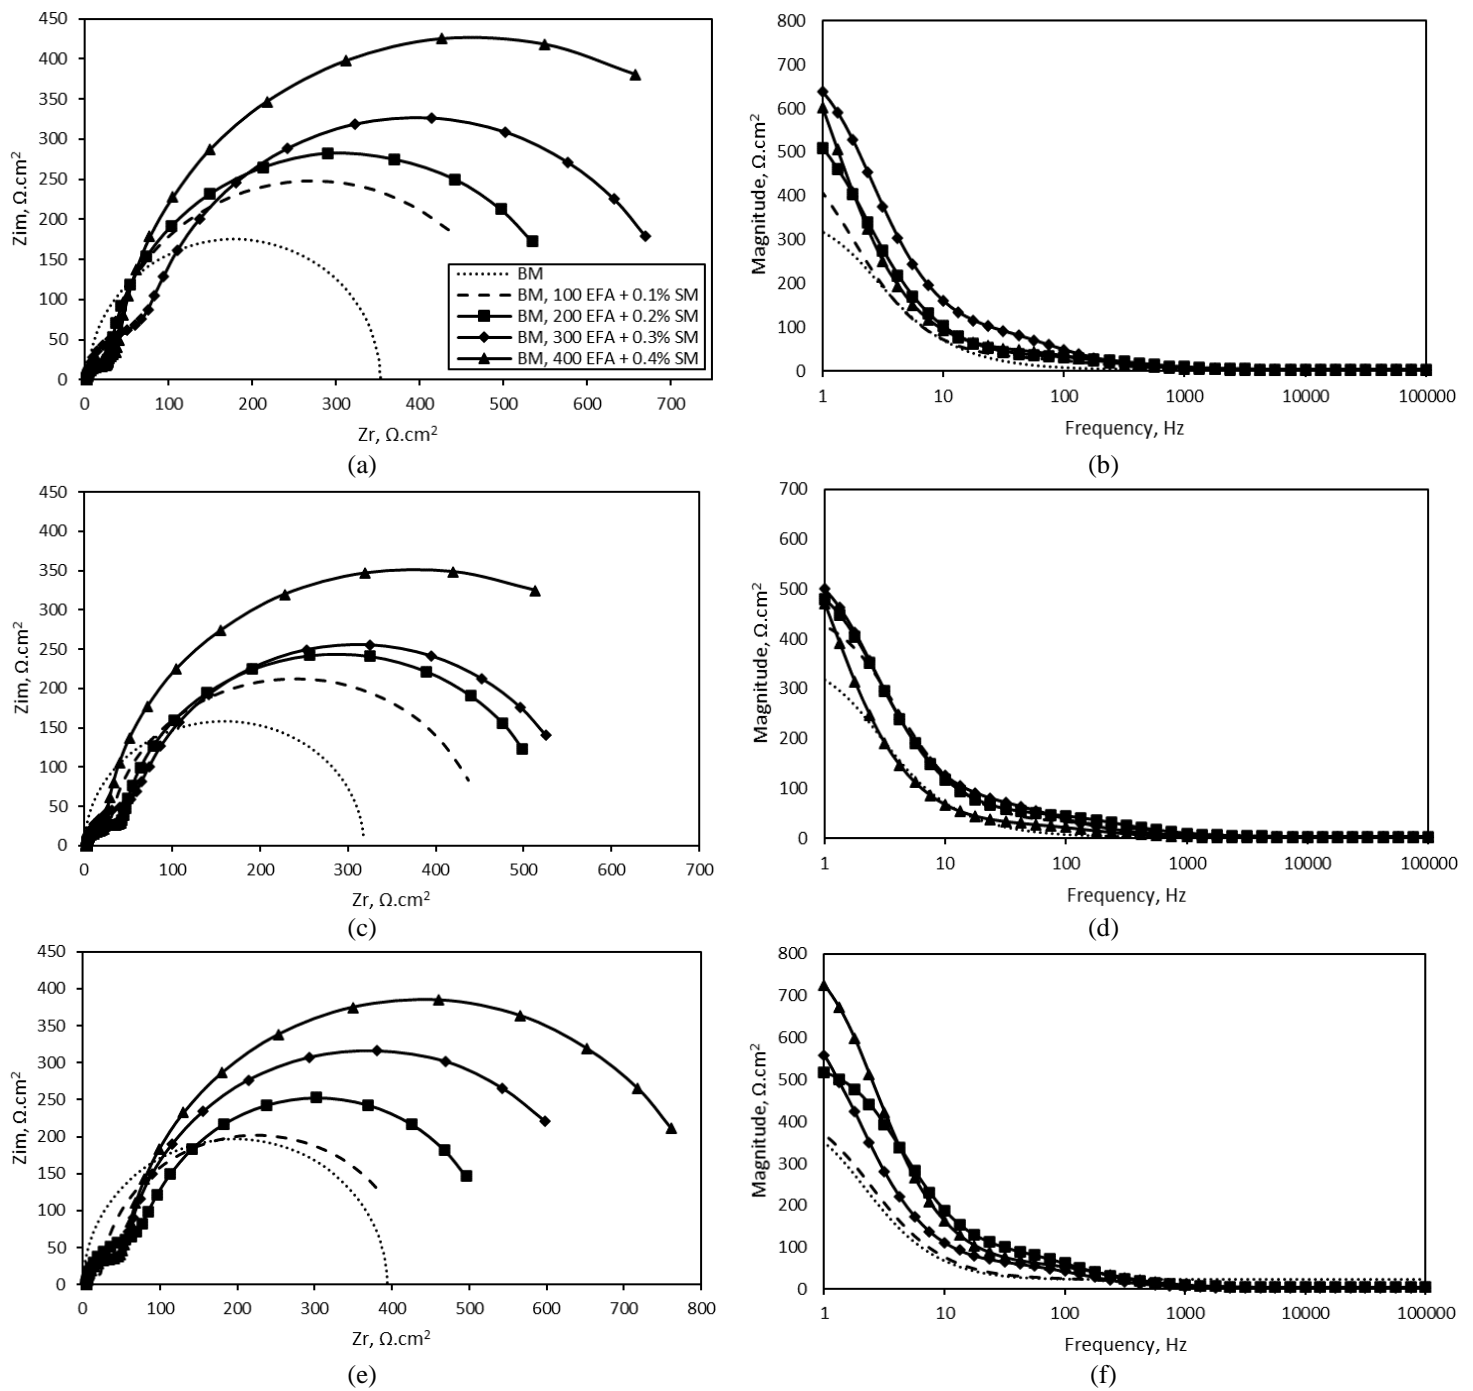 450
400
350
300
250
200
150
100
50
0
Zim, Ω.cm²
0 100 200 300 400 500 600 700
Zr, Ω.cm²
BM
BM, 100 EFA + 0.1% SM
BM, 200 EFA + 0.2% SM
BM, 300 EFA + 0.3% SM
BM, 400 EFA + 0.4% SM
(a)
800
700
600
500
400
300
200
100
0
Magnitude, Ω.cm²
1 10 100 1000 10000 100000
Frequency, Hz
(b)
450
400
350
300
250
200
150
100
50
0
Zim, Ω.cm²
0 100 200 300 400 500 600 700
Zr, Ω.cm²
(c)
700
600
500
400
300
200
100
0
Magnitude, Ω.cm²
1 10 100 1000 10000 100000
Frequency, Hz
(d)
450
400
350
300
250
200
150
100
50
0
Zim, Ω.cm²
0 100 200 300 400 500 600 700 800
Zr, Ω.cm²
(e)
800
700
600
500
400
300
200
100
0
Magnitude, Ω.cm²
1 10 100 1000 10000 100000
Frequency, Hz
(f)